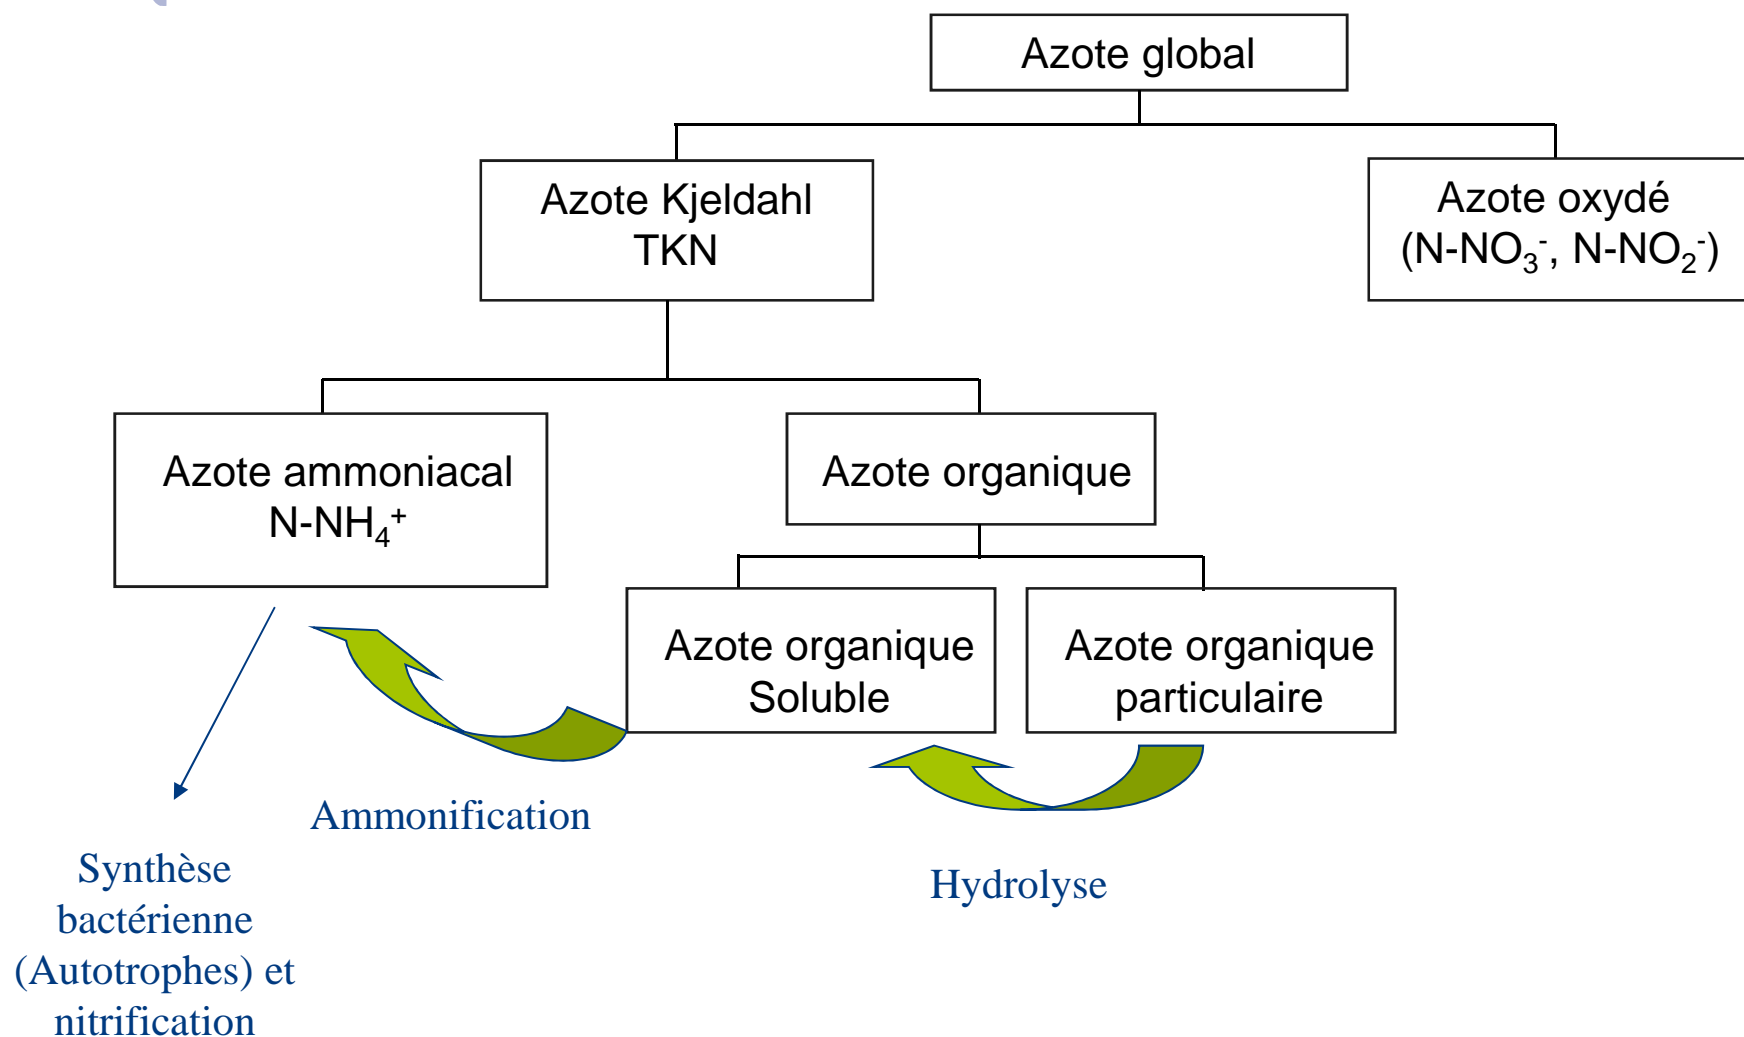 Azote global
Azote Kjeldahl
TKN
Azote oxydé
(N-NO₃⁻, N-NO₂⁻)
Azote ammoniacal
N-NH₄⁺
Azote organique
Azote organique
Soluble
Azote organique
particulaire
Ammonification
Hydrolyse
Synthèse
bactérienne
(Autotrophes) et
nitrification